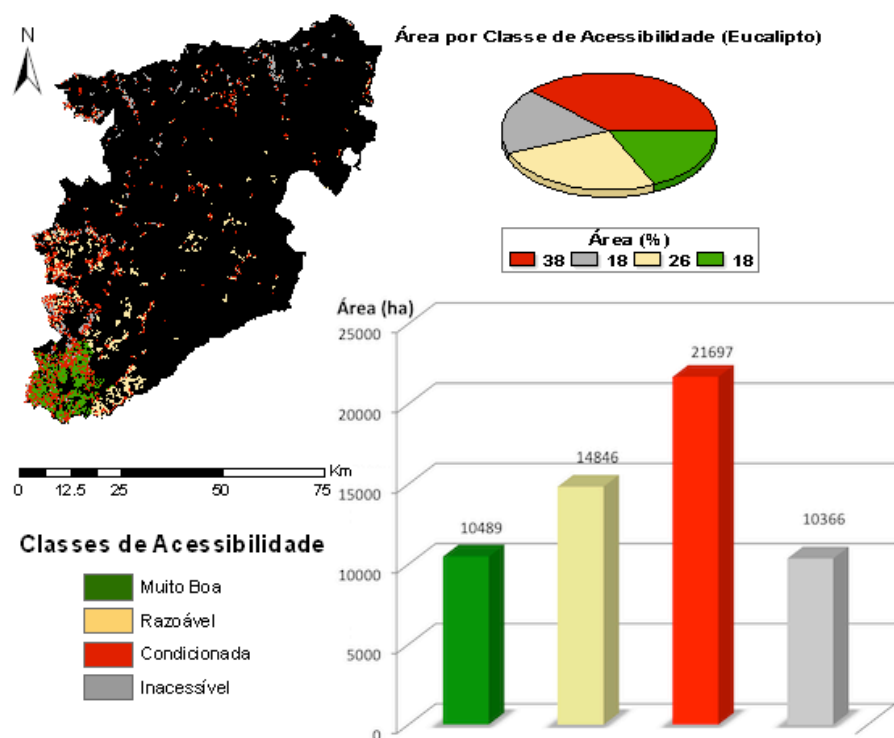 N
Área por Classe de Acessibilidade (Eucalipto)
Área (%)
38 18 26 18
Km
0 12.5 25 50 75
Classes de Acessibilidade
Muito Boa
Razoável
Condicionada
Inacessível
Área (ha)
25000
20000
15000
10000
5000
0
10489
14846
21697
10366